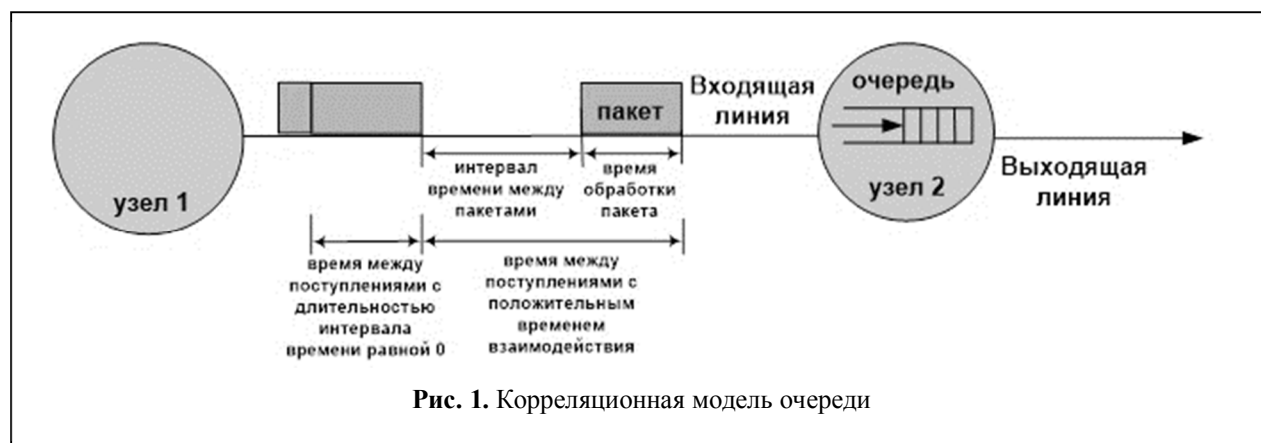 узел 1
пакет
Входящая
линия
очередь
узел 2
Выходящая
линия
интервал
времени между
пакетами
время
обработки
пакета
время между
поступлениями с
длительностью
интервала
времени равной 0
время между
поступлениями с
положительным
временем
взаимодействия
Рис. 1. Корреляционная модель очереди